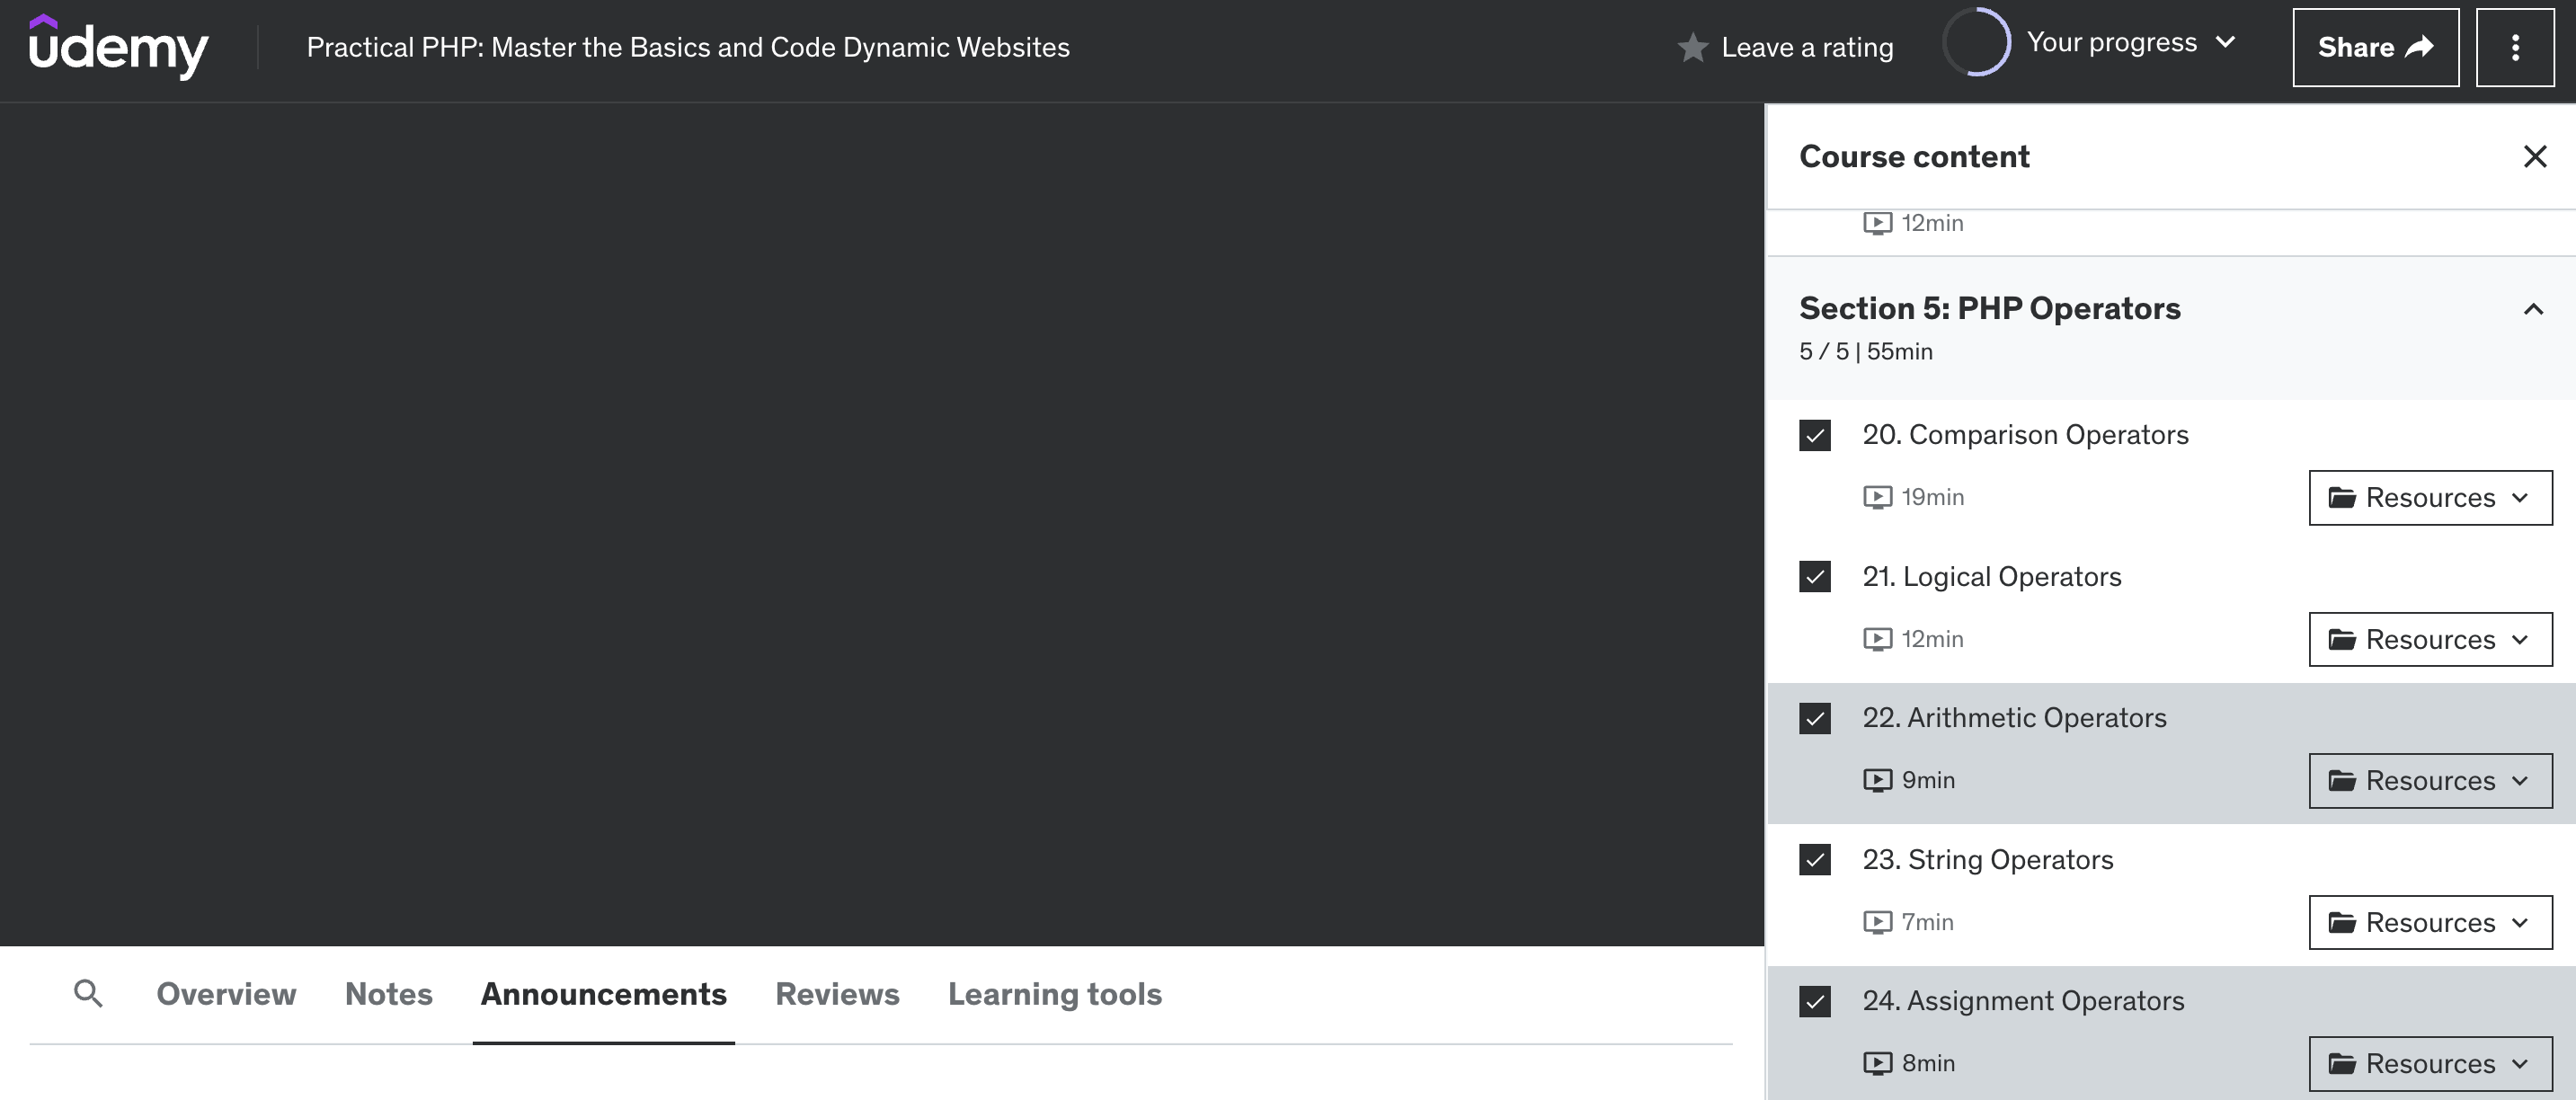 udemy
Practical PHP: Master the Basics and Code Dynamic Websites
Leave a rating
Your progress
Share
Course content
12min
Section 5: PHP Operators
5 / 5 | 55min
20. Comparison Operators
19min
Resources
21. Logical Operators
12min
Resources
22. Arithmetic Operators
9min
Resources
23. String Operators
7min
Resources
24. Assignment Operators
8min
Resources
Overview
Notes
Announcements
Reviews
Learning tools